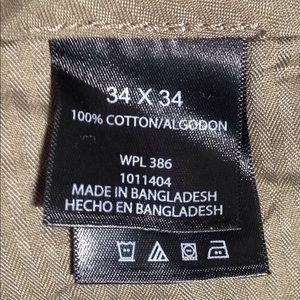 34 X 34
100% COTTON/ALGODON
WPL 386
1011404
MADE IN BANGLADESH
HECHO EN BANGLADESH